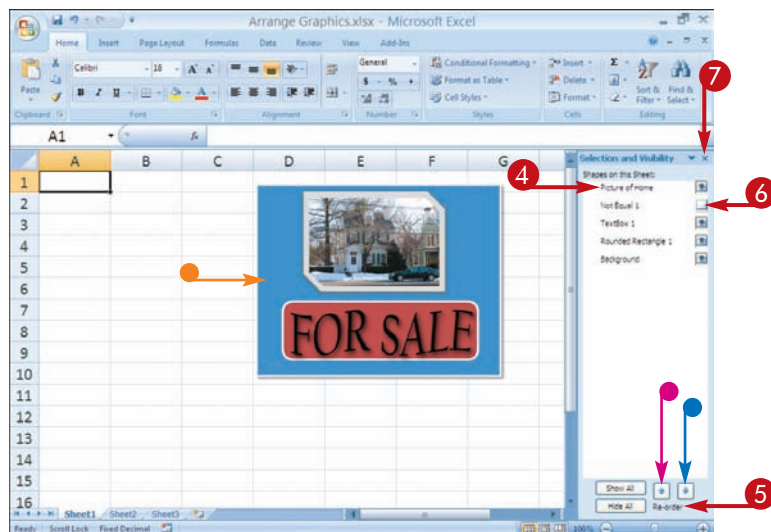 Arrange Graphics.xlsx - Microsoft Excel
Home Insert Page Layout Formulas Data Review View Add-Ins
Calibri 18 A A General Conditional Formatting Insert Σ
Paste Format as Table Delete
B I U A $ % , Cell Styles Format Sort & Filter Find & Select
Clipboard Font Alignment Number Styles Cells Editing
7
A1 fx
A B C D E F G
Selection and Visibility
Shapes on this Sheet:
4 Picture of Home
Not Equal 1 6
TextBox 1
Rounded Rectangle 1
Background
1
2
3
4
5
6
7
8
9
10
11
12
13
14
15
16
FOR SALE
Show All
Hide All Re-order 5
Sheet1 Sheet2 Sheet3
Ready Scroll Lock Fixed Decimal 100%